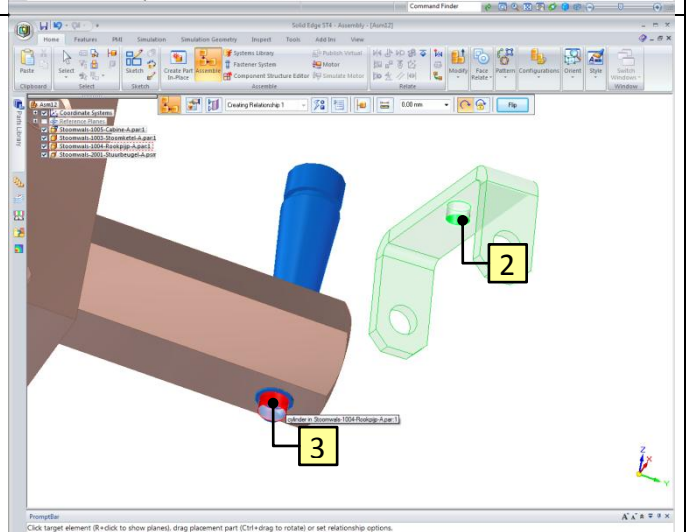 Command Finder
Solid Edge ST4 - Assembly - [Asm12]
Home Features PMI Simulation Simulation Geometry Inspect Tools Add Ins View
Paste Select Sketch Create Part In-Place Assemble Systems Library Fastener System Component Structure Editor Publish Virtual Motor Simulate Motor Modify Face Relate Pattern Configurations Orient Style Switch Windows
Clipboard Select Sketch Assemble Relate Window
Creating Relationship 1 0,00 mm Flip
Parts Library
Asm12
Coordinate Systems
Reference Planes
Stoomwals-1005-Cabine-A.par:1
Stoomwals-1003-Stoomketel-A.par:1
Stoomwals-1004-Rookpijp-A.par:1
Stoomwals-2001-Stuurbeugel-A.psm
2
cylinder in Stoomwals-1004-Rookpijp-A.par:1
3
Z
X
Y
PromptBar
Click target element (R+click to show planes), drag placement part (Ctrl+drag to rotate) or set relationship options.